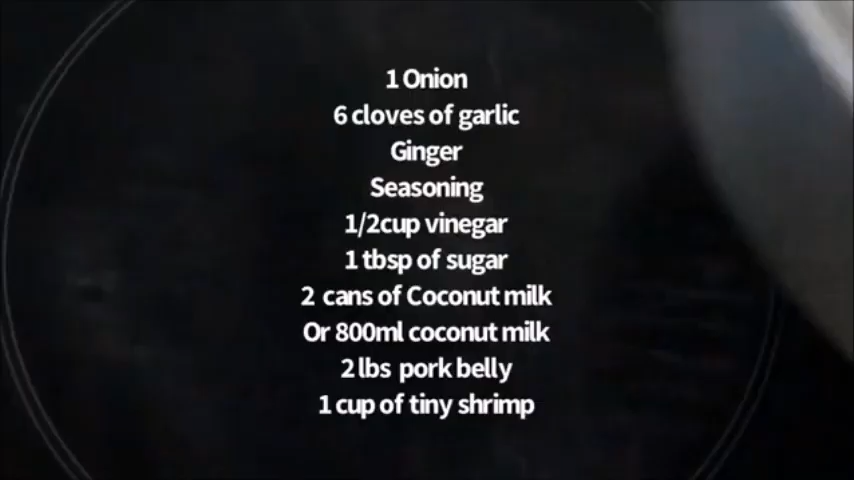 1 Onion
6 cloves of garlic
Ginger
Seasoning
1/2cup vinegar
1 tbsp of sugar
2 cans of Coconut milk
Or 800ml coconut milk
2 lbs pork belly
1 cup of tiny shrimp